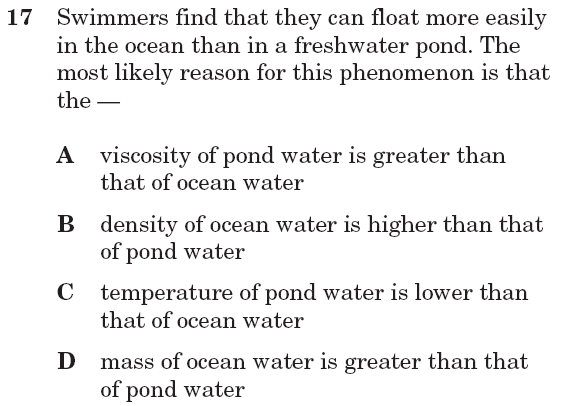 17 Swimmers find that they can float more easily
in the ocean than in a freshwater pond. The
most likely reason for this phenomenon is that
the —
A viscosity of pond water is greater than
that of ocean water
B density of ocean water is higher than that
of pond water
C temperature of pond water is lower than
that of ocean water
D mass of ocean water is greater than that
of pond water